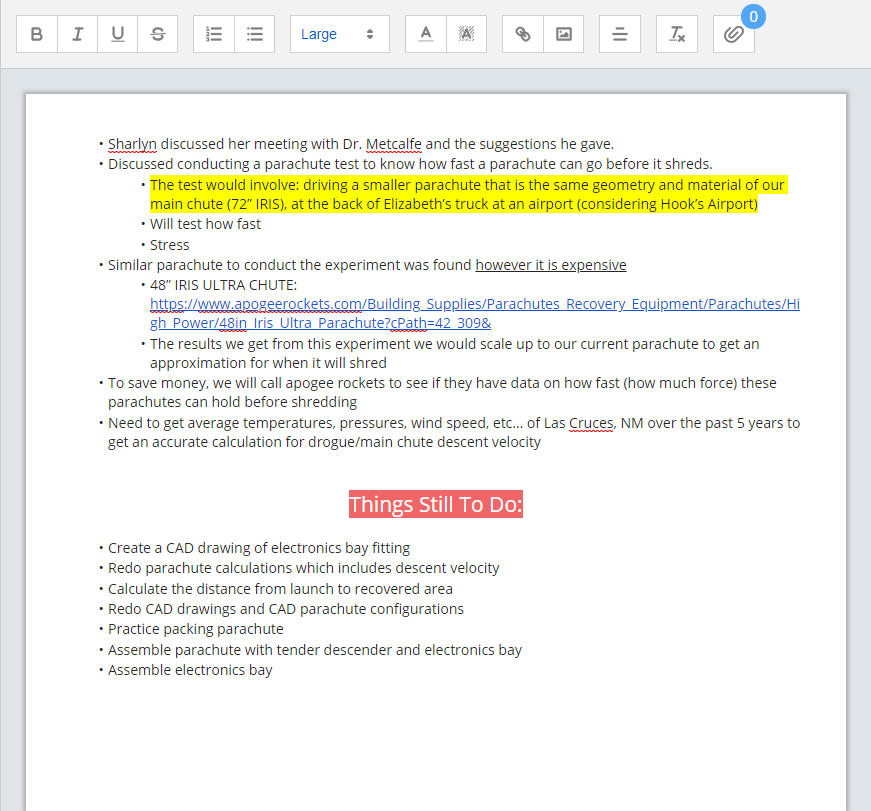 B I U S Large A A Tx 0
• Sharlyn discussed her meeting with Dr. Metcalfe and the suggestions he gave.
• Discussed conducting a parachute test to know how fast a parachute can go before it shreds.
• The test would involve: driving a smaller parachute that is the same geometry and material of our
main chute (72” IRIS), at the back of Elizabeth’s truck at an airport (considering Hook’s Airport)
• Will test how fast
• Stress
• Similar parachute to conduct the experiment was found however it is expensive
• 48” IRIS ULTRA CHUTE:
https://www.apogeerockets.com/Building_Supplies/Parachutes_Recovery_Equipment/Parachutes/Hi
gh_Power/48in_Iris_Ultra_Parachute?cPath=42_309&
• The results we get from this experiment we would scale up to our current parachute to get an
approximation for when it will shred
• To save money, we will call apogee rockets to see if they have data on how fast (how much force) these
parachutes can hold before shredding
• Need to get average temperatures, pressures, wind speed, etc... of Las Cruces, NM over the past 5 years to
get an accurate calculation for drogue/main chute descent velocity
Things Still To Do:
• Create a CAD drawing of electronics bay fitting
• Redo parachute calculations which includes descent velocity
• Calculate the distance from launch to recovered area
• Redo CAD drawings and CAD parachute configurations
• Practice packing parachute
• Assemble parachute with tender descender and electronics bay
• Assemble electronics bay